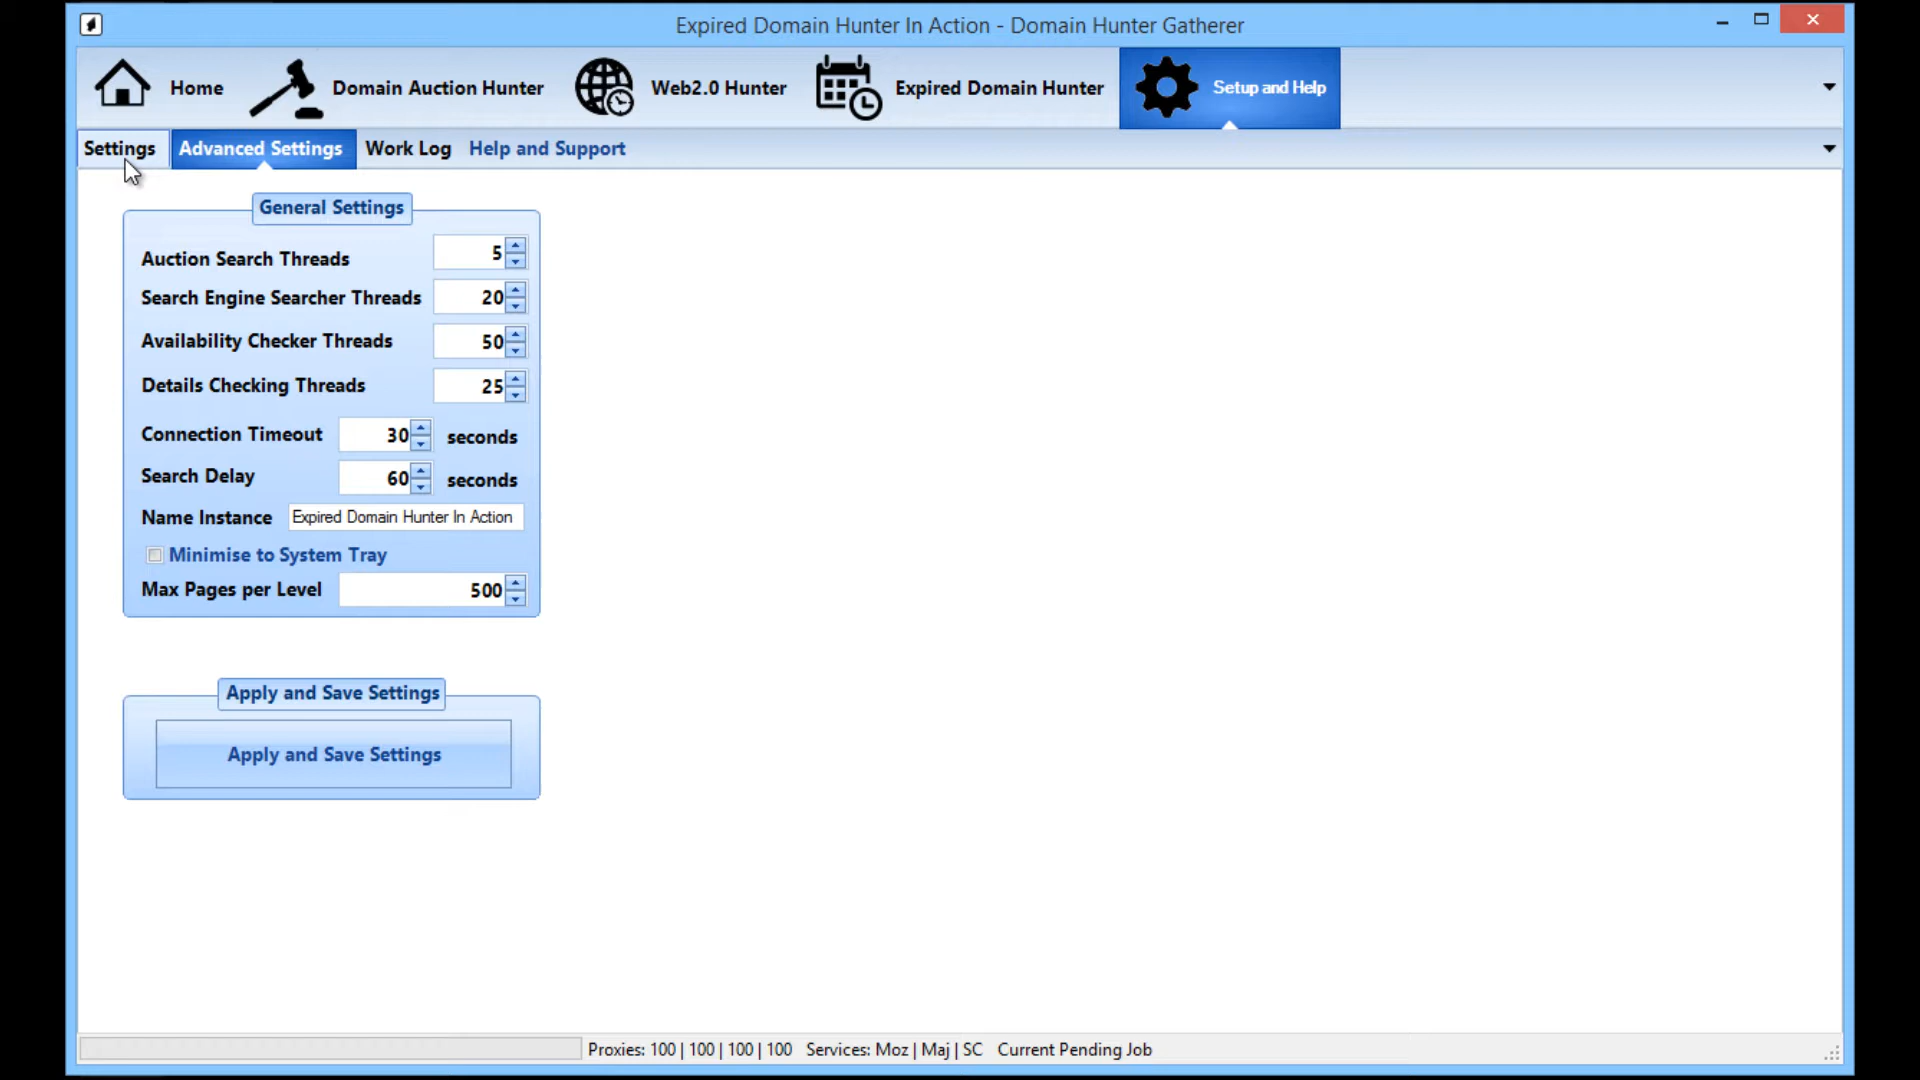 Expired Domain Hunter In Action - Domain Hunter Gatherer
Home Domain Auction Hunter Web2.0 Hunter Expired Domain Hunter Setup and Help
Settings Advanced Settings Work Log Help and Support
General Settings
Auction Search Threads 5
Search Engine Searcher Threads 20
Availability Checker Threads 50
Details Checking Threads 25
Connection Timeout 30 seconds
Search Delay 60 seconds
Name Instance Expired Domain Hunter In Action
Minimise to System Tray
Max Pages per Level 500
Apply and Save Settings
Apply and Save Settings
Proxies: 100 | 100 | 100 | 100 Services: Moz | Maj | SC Current Pending Job